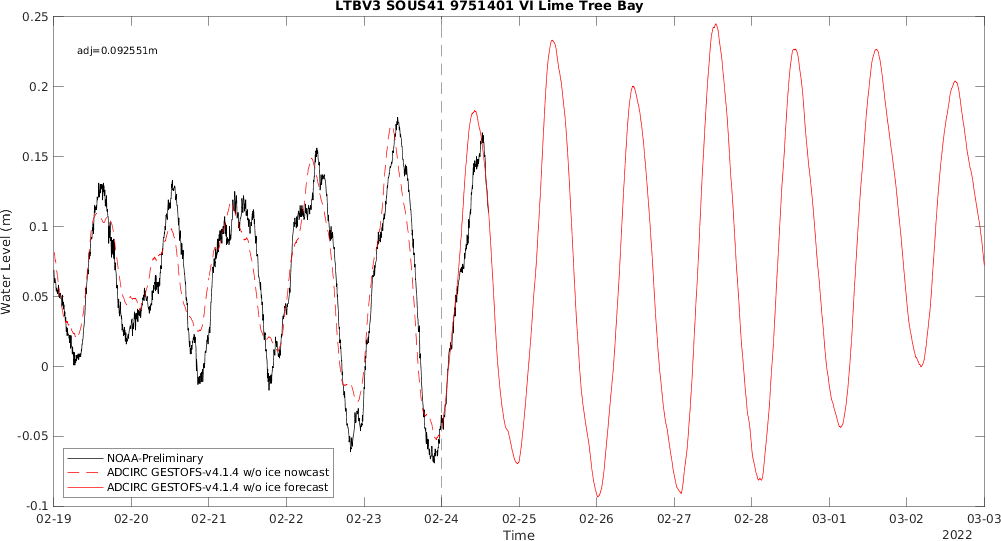 LTBV3 SOUS41 9751401 VI Lime Tree Bay
adj=0.092551m
0.25
0.2
0.15
0.1
0.05
0
-0.05
-0.1
Water Level (m)
NOAA-Preliminary
ADCIRC GESTOFS-v4.1.4 w/o ice nowcast
ADCIRC GESTOFS-v4.1.4 w/o ice forecast
02-19 02-20 02-21 02-22 02-23 02-24 02-25 02-26 02-27 02-28 03-01 03-02 03-03
Time
2022